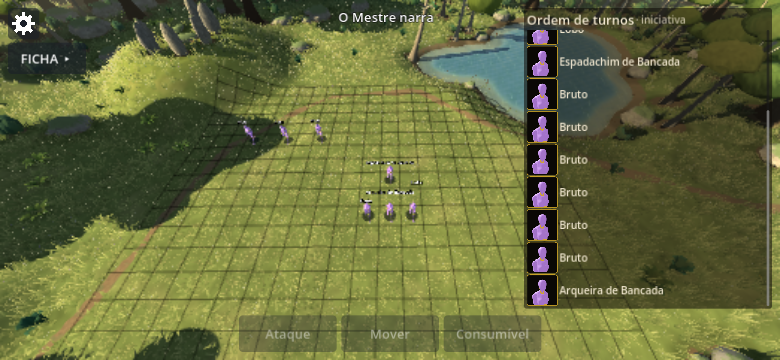 O Mestre narra
FICHA
Ordem de turnos · iniciativa
Lobo
Espadachim de Bancada
Bruto
Bruto
Bruto
Bruto
Bruto
Bruto
Arqueira de Bancada
Ataque
Mover
Consumível